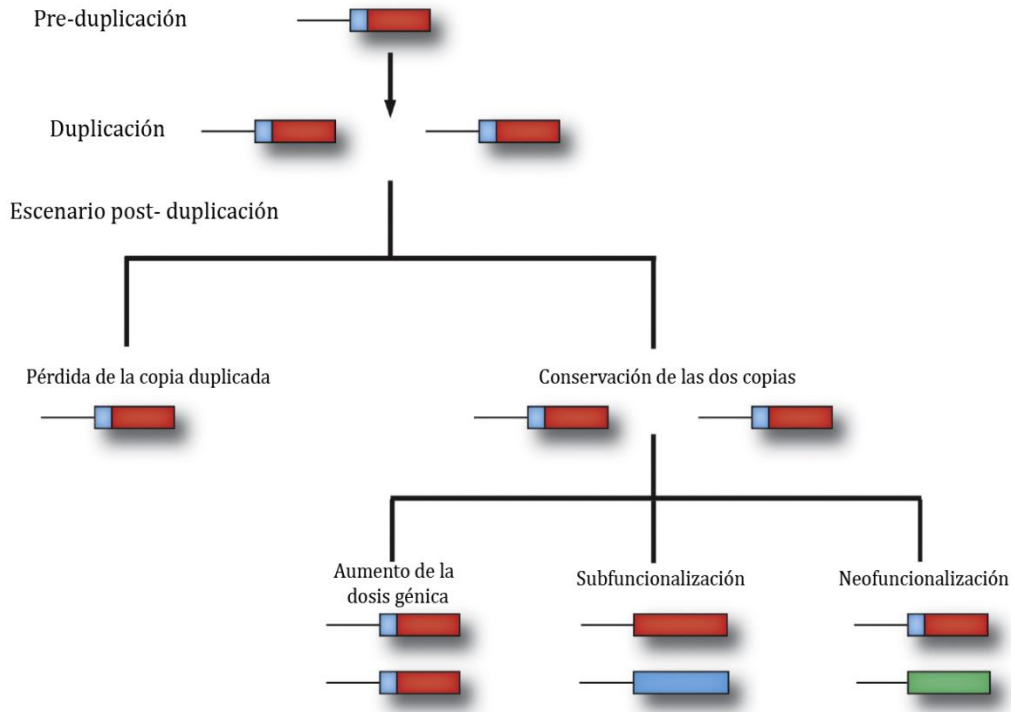 Pre-duplicación
Duplicación
Escenario post- duplicación
Pérdida de la copia duplicada
Conservación de las dos copias
Aumento de la
dosis génica
Subfuncionalización
Neofuncionalización